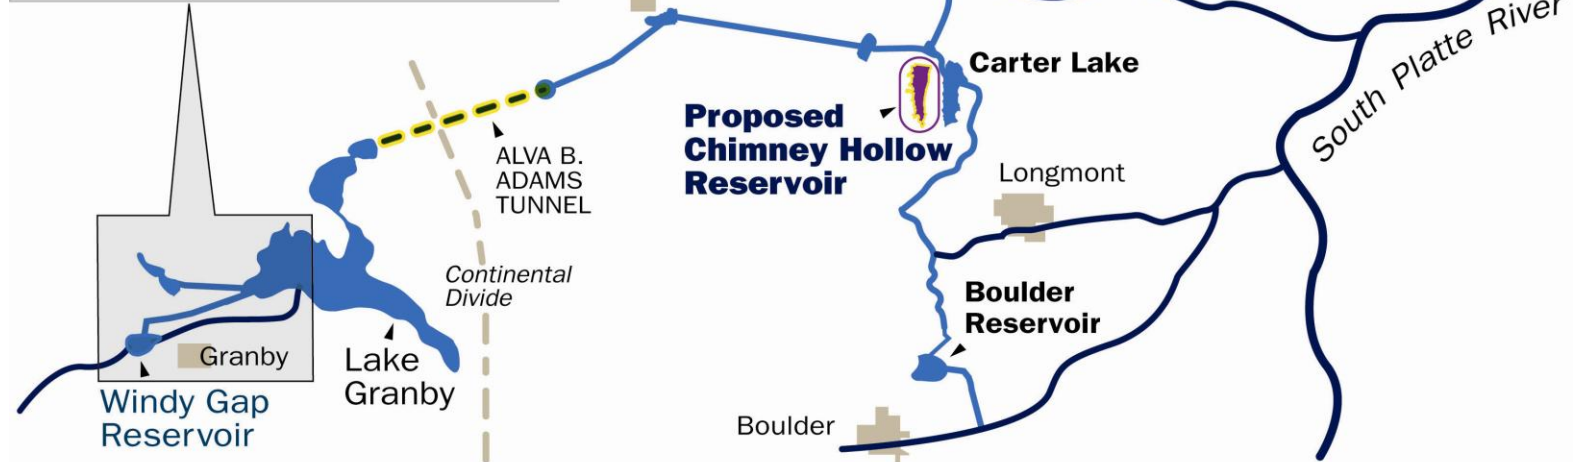 Carter Lake
South Platte River
Proposed
Chimney Hollow
Reservoir
ALVA B.
ADAMS
TUNNEL
Longmont
Continental
Divide
Boulder
Reservoir
Granby
Lake
Granby
Windy Gap
Reservoir
Boulder